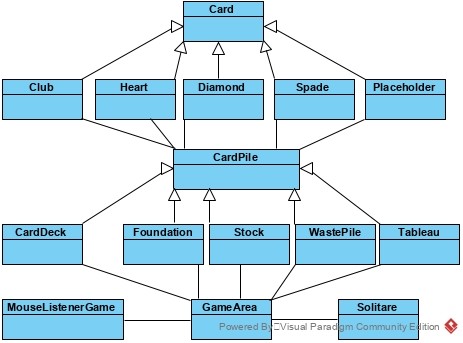 Card
Club
Heart
Diamond
Spade
Placeholder
CardPile
CardDeck
Foundation
Stock
WastePile
Tableau
MouseListenerGame
GameArea
Solitare
Powered By Visual Paradigm Community Edition